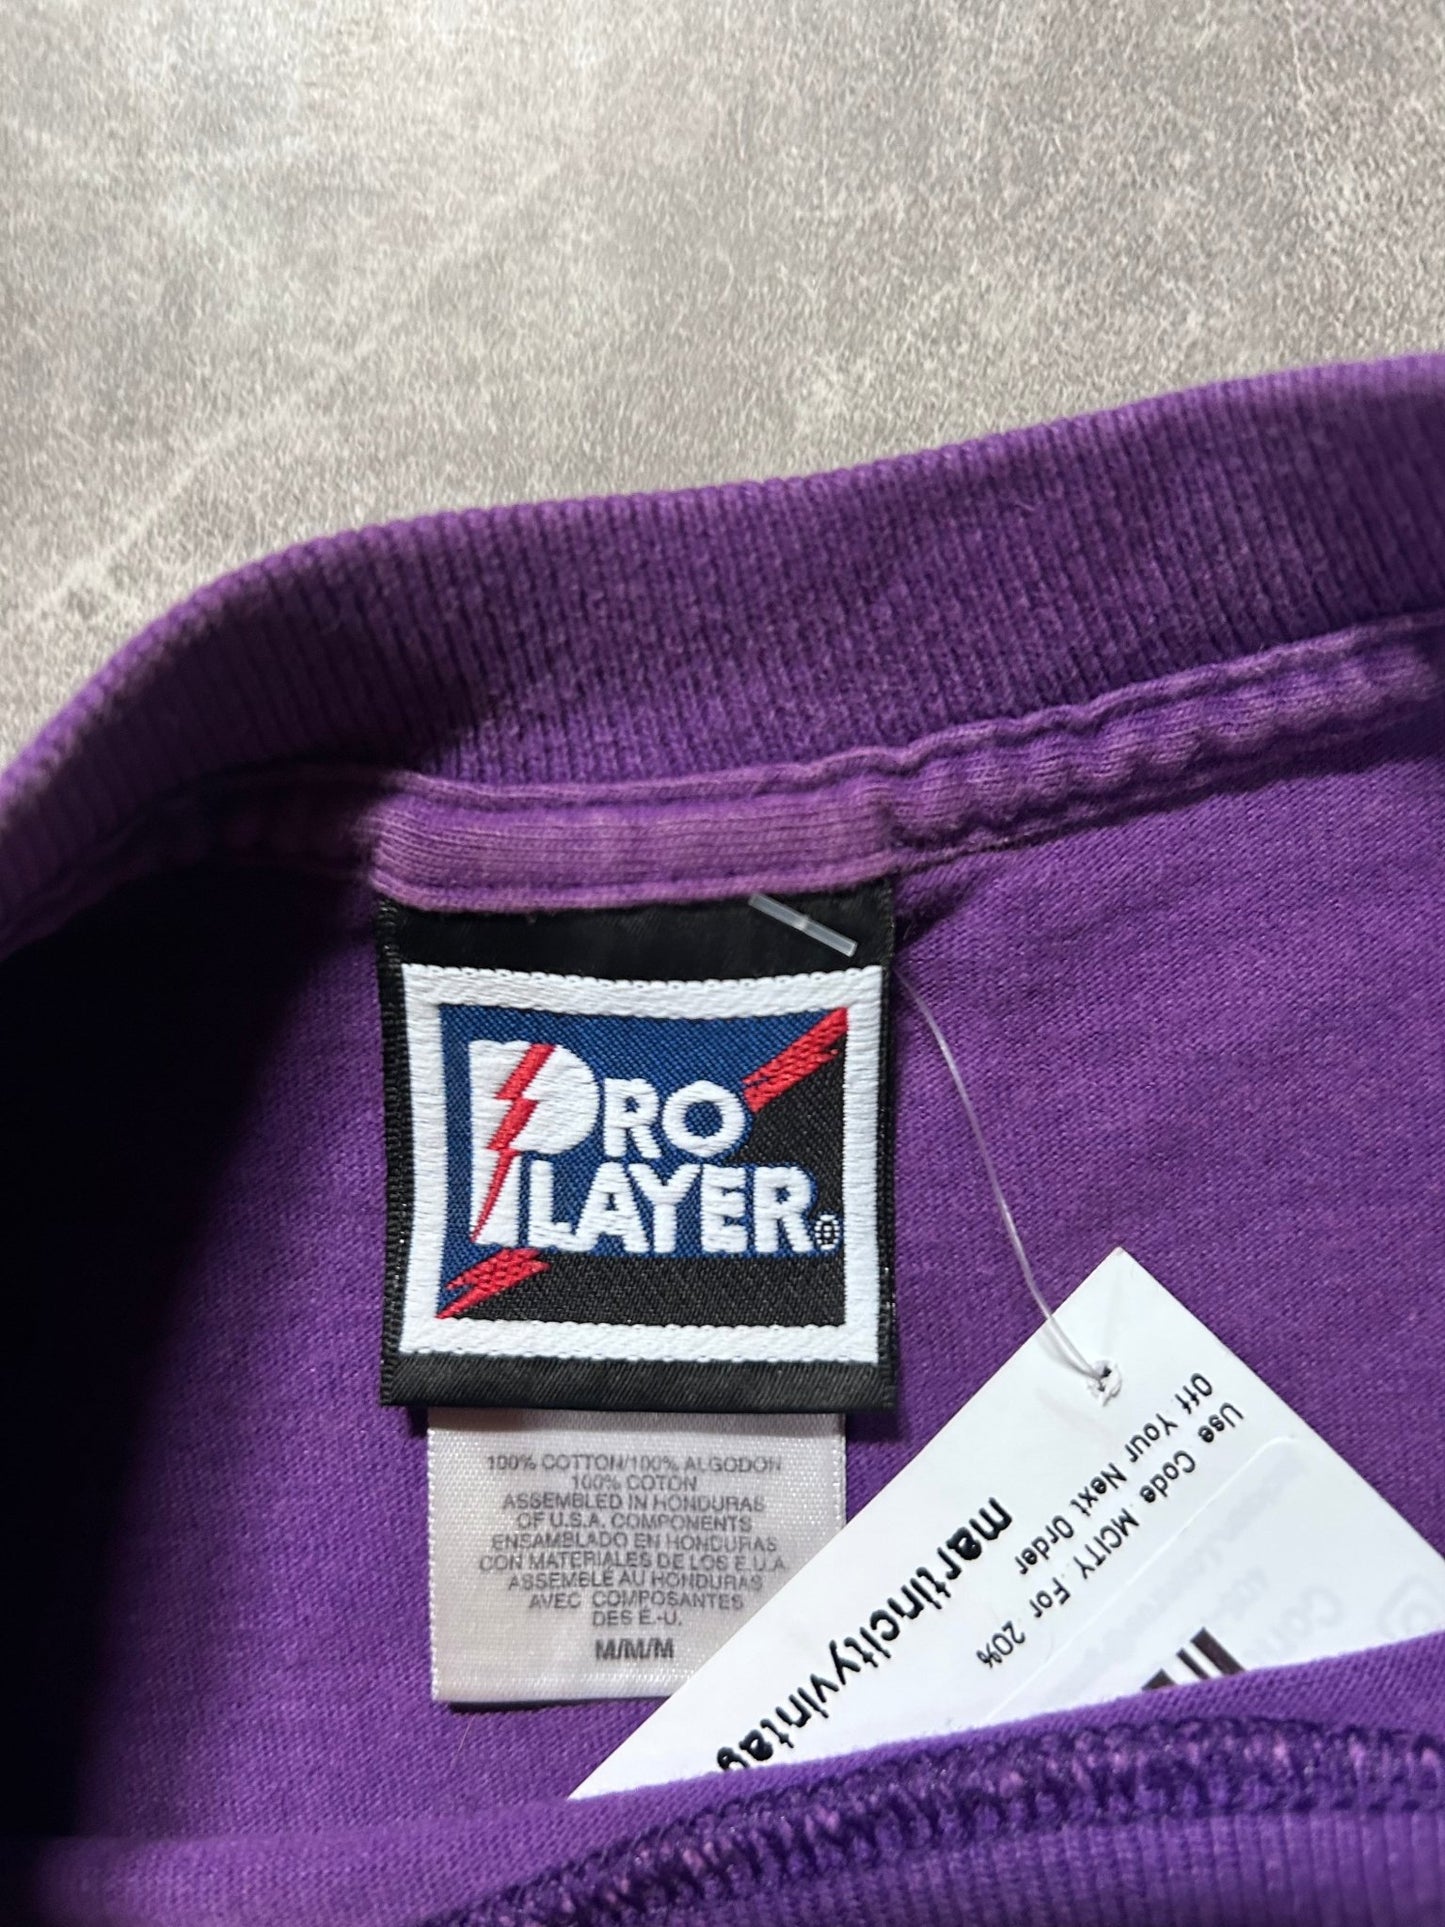 PRO
PLAYER®
100% COTTON/100% ALGODON
100% COTON
ASSEMBLED IN HONDURAS
OF U.S.A. COMPONENTS
ENSAMBLADO EN HONDURAS
CON MATERIALES DE LOS E.U.A.
ASSEMBLÉ AU HONDURAS
AVEC COMPOSANTES
DES É.-U.
M/M/M
Use Code MCITY For 20%
Off Your Next Order
martincityvintag